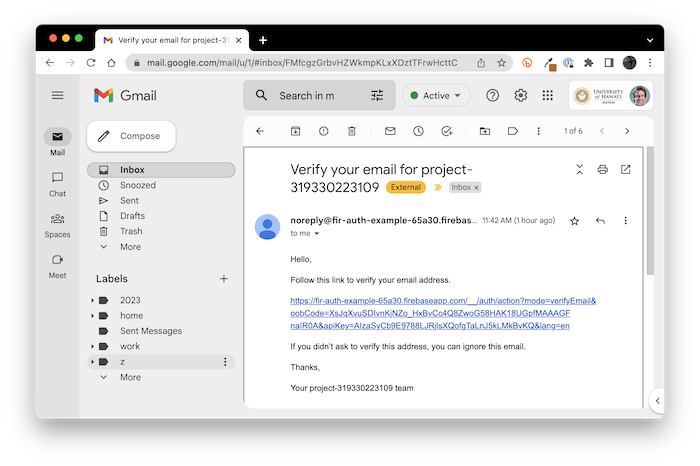 Verify your email for project-31
mail.google.com/mail/u/1/#inbox/FMfcgzGrbvHZWkmpKLxXDztTFrwHcttC
Gmail
Search in m
Active
UNIVERSITY
OF HAWAIʻI
SYSTEM
Compose
1 of 6
Mail
Chat
Spaces
Meet
Inbox
Snoozed
Sent
Drafts
Trash
More
Labels
2023
home
Sent Messages
work
z
More
Verify your email for project-
319330223109 External Inbox
noreply@fir-auth-example-65a30.firebas... 11:42 AM (1 hour ago)
to me
Hello,
Follow this link to verify your email address.
https://fir-auth-example-65a30.firebaseapp.com/__/auth/action?mode=verifyEmail&
oobCode=XsJqXvuSDIvnKjNZo_HxBvCc4Q8ZwoG58HAK18UGpfMAAAGF
naIR0A&apiKey=AIzaSyCb9E9788LJRjlsXQofgTaLnJ5kLMkBvKQ&lang=en
If you didn't ask to verify this address, you can ignore this email.
Thanks,
Your project-319330223109 team